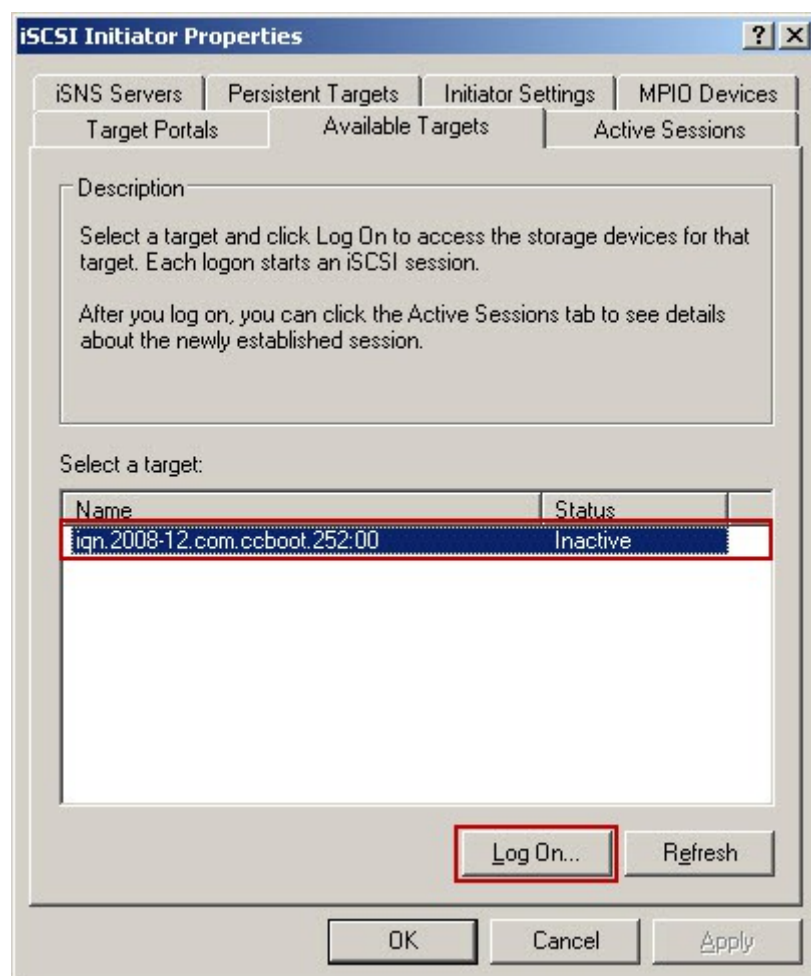 iSCSI Initiator Properties
iSNS Servers
Persistent Targets
Initiator Settings
MPIO Devices
Target Portals
Available Targets
Active Sessions
Description
Select a target and click Log On to access the storage devices for that
target. Each logon starts an iSCSI session.
After you log on, you can click the Active Sessions tab to see details
about the newly established session.
Select a target:
Name
Status
iqn.2008-12.com.ccboot.252:00
Inactive
Log On...
Refresh
OK
Cancel
Apply